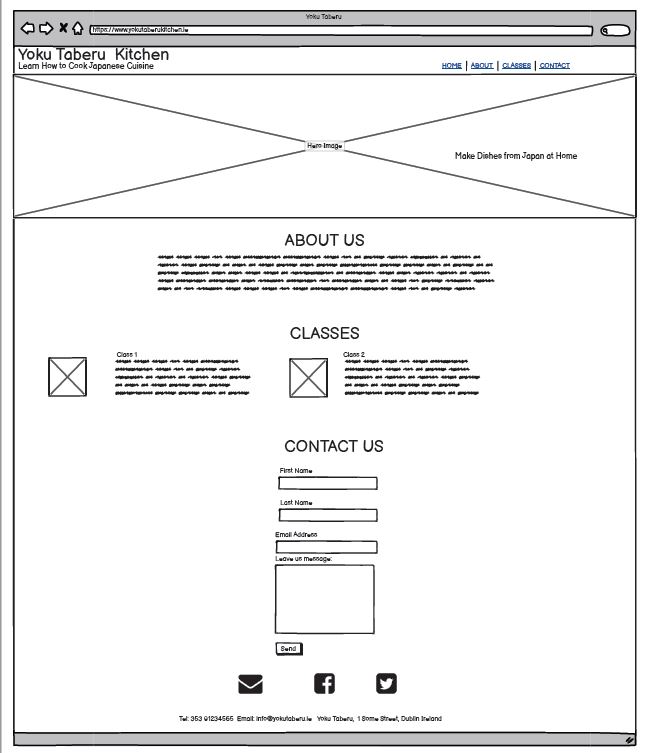 Yoku Taberu
https://www.yokutaberukitchen.ie
Yoku Taberu Kitchen
Learn How to Cook Japanese Cuisine
HOME | ABOUT | CLASSES | CONTACT
Hero Image
Make Dishes from Japan at Home
ABOUT US
CLASSES
Class 1
Class 2
CONTACT US
First Name
Last Name
Email Address
Leave us message:
Send
Tel: 353 91234565 Email: info@yokutaberu.ie Yoku Taberu, 1 Some Street, Dublin Ireland